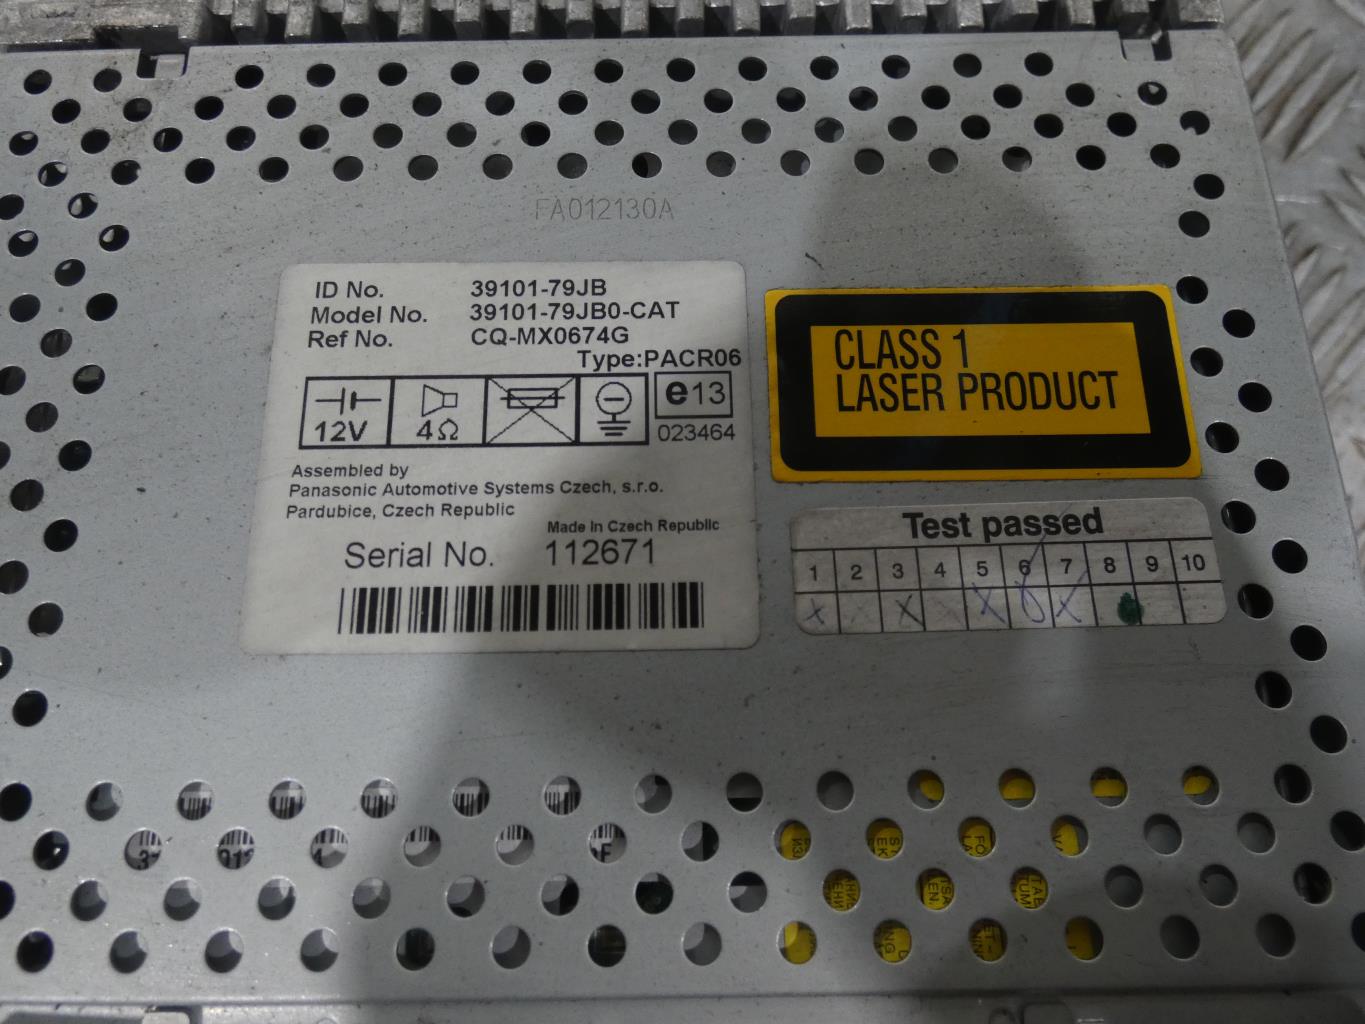 FA012130A
ID No. 39101-79JB
Model No. 39101-79JB0-CAT
Ref No. CQ-MX0674G
Type:PACR06
12V 4Ω e13
023464
Assembled by
Panasonic Automotive Systems Czech, s.r.o.
Pardubice, Czech Republic
Made In Czech Republic
Serial No. 112671
CLASS 1
LASER PRODUCT
Test passed
1 2 3 4 5 6 7 8 9 10